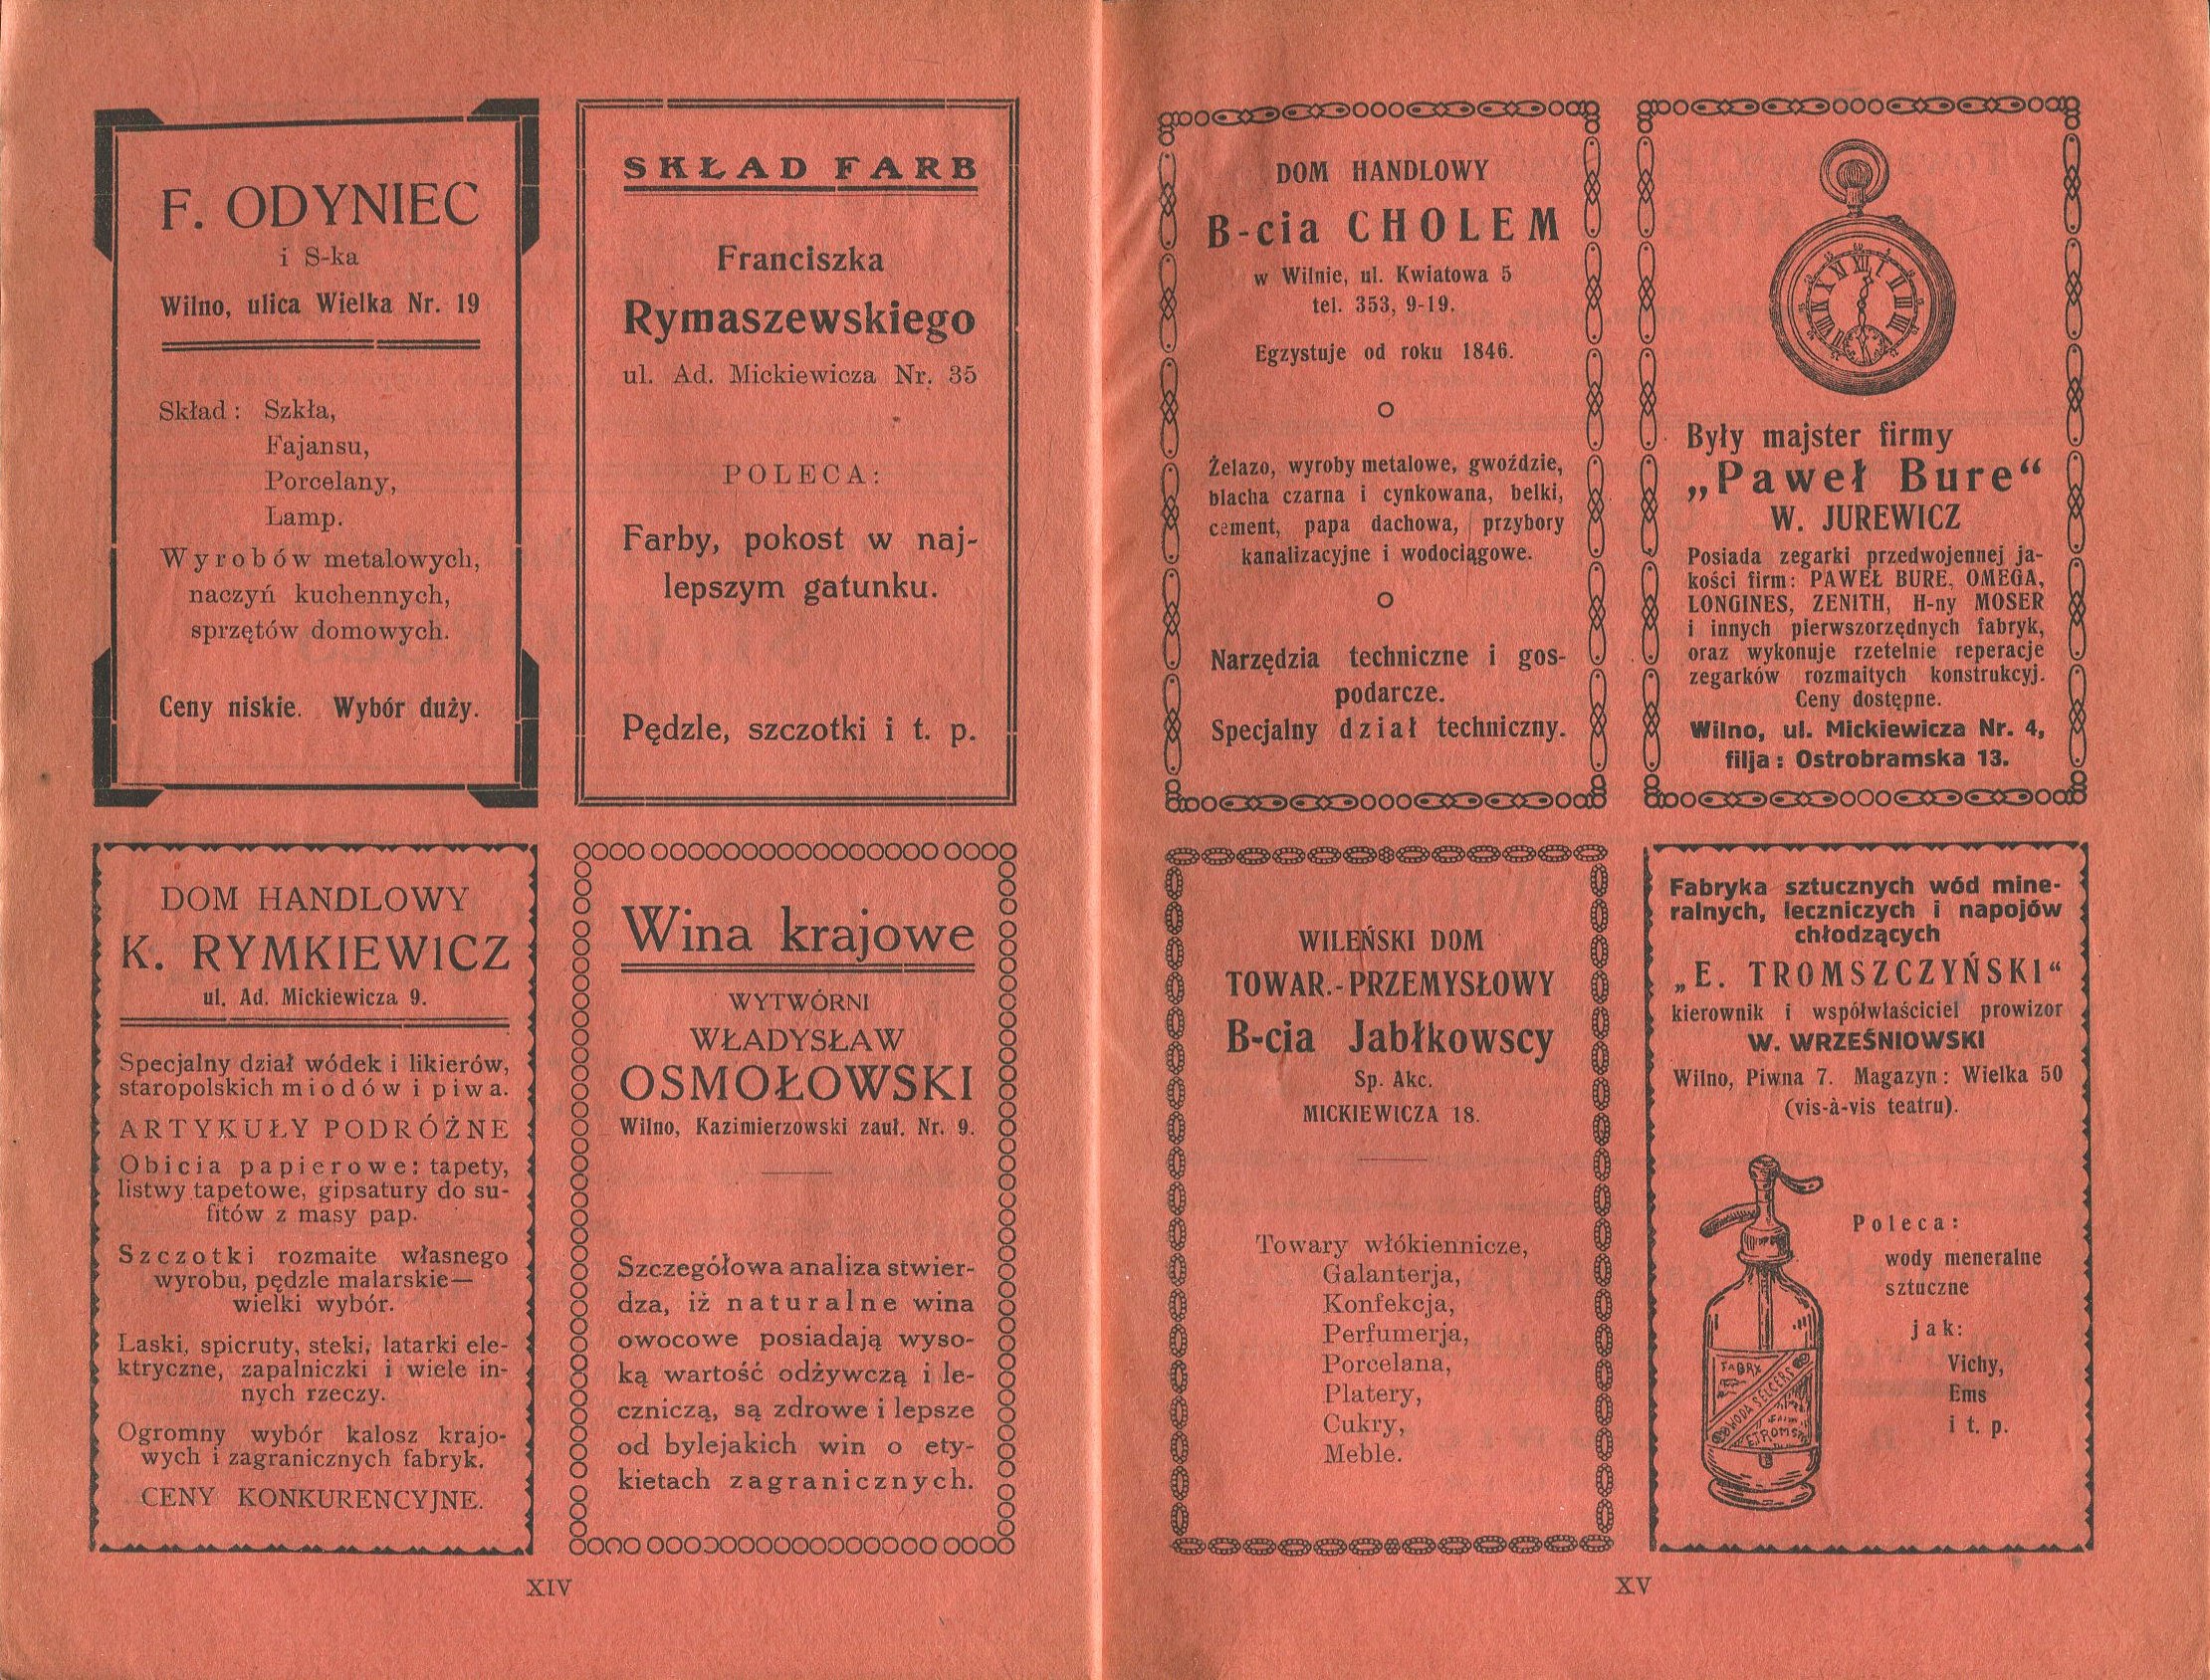 F. ODYNIEC
i S-ka
Wilno, ulica Wielka Nr. 19
Skład: Szkła,
Fajansu,
Porcelany,
Lamp.
Wyrobów metalowych,
naczyń kuchennych,
sprzętów domowych.
Ceny niskie. Wybór duży.
SKŁAD FARB
Franciszka
Rymaszewskiego
ul. Ad. Mickiewicza Nr. 35
POLECA:
Farby, pokost w naj-
lepszym gatunku.
Pędzle, szczotki i t. p.
DOM HANDLOWY
K. RYMKIEWICZ
ul. Ad. Mickiewicza 9.
Specjalny dział wódek i likierów,
staropolskich miodów i piwa.
ARTYKUŁY PODRÓŻNE
Obicia papierowe: tapety,
listwy tapetowe, gipsatury do su-
fitów z masy pap.
Szczotki rozmaite własnego
wyrobu, pędzle malarskie—
wielki wybór.
Laski, spicruty, steki, latarki ele-
ktryczne, zapalniczki i wiele in-
nych rzeczy.
Ogromny wybór kalosz krajo-
wych i zagranicznych fabryk.
CENY KONKURENCYJNE.
Wina krajowe
WYTWÓRNI
WŁADYSŁAW
OSMOŁOWSKI
Wilno, Kazimierzowski zauł. Nr. 9.
Szczegółowa analiza stwier-
dza, iż naturalne wina
owocowe posiadają wyso-
ką wartość odżywczą i le-
czniczą, są zdrowe i lepsze
od bylejakich win o ety-
kietach zagranicznych.
XIV
DOM HANDLOWY
B-cia CHOLEM
w Wilnie, ul. Kwiatowa 5
tel. 353, 9-19.
Egzystuje od roku 1846.
Żelazo, wyroby metalowe, gwoździe,
blacha czarna i cynkowana, belki,
cement, papa dachowa, przybory
kanalizacyjne i wodociągowe.
Narzędzia techniczne i gos-
podarcze.
Specjalny dział techniczny.
Były majster firmy
„Paweł Bure“
W. JUREWICZ
Posiada zegarki przedwojennej ja-
kości firm: PAWEŁ BURE, OMEGA,
LONGINES, ZENITH, H-ny MOSER
i innych pierwszorzędnych fabryk,
oraz wykonuje rzetelnie reperacje
zegarków rozmaitych konstrukcyj.
Ceny dostępne.
Wilno, ul. Mickiewicza Nr. 4,
filja: Ostrobramska 13.
WILEŃSKI DOM
TOWAR.-PRZEMYSŁOWY
B-cia Jabłkowscy
Sp. Akc.
MICKIEWICZA 18.
Towary włókiennicze,
Galanterja,
Konfekcja,
Perfumerja,
Porcelana,
Platery,
Cukry,
Meble.
Fabryka sztucznych wód mine-
ralnych, leczniczych i napojów
chłodzących
„E. TROMSZCZYŃSKI“
kierownik i współwłaściciel prowizor
W. WRZEŚNIOWSKI
Wilno, Piwna 7. Magazyn: Wielka 50
(vis-à-vis teatru).
Poleca:
wody meneralne
sztuczne
jak:
Vichy,
Ems
i t. p.
FABRY
WODA SELCERS
XV